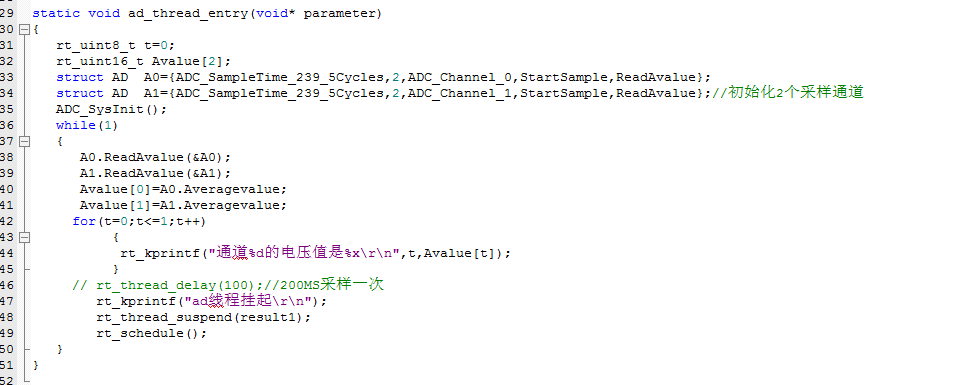 29 static void ad_thread_entry(void* parameter)
30 {
31 rt_uint8_t t=0;
32 rt_uint16_t Avalue[2];
33 struct AD A0={ADC_SampleTime_239_5Cycles,2,ADC_Channel_0,StartSample,ReadAvalue};
34 struct AD A1={ADC_SampleTime_239_5Cycles,2,ADC_Channel_1,StartSample,ReadAvalue};//初始化2个采样通道
35 ADC_SysInit();
36 while(1)
37 {
38 A0.ReadAvalue(&A0);
39 A1.ReadAvalue(&A1);
40 Avalue[0]=A0.Averagevalue;
41 Avalue[1]=A1.Averagevalue;
42 for(t=0;t<=1;t++)
43 {
44 rt_kprintf("通道%d的电压值是%x\r\n",t,Avalue[t]);
45 }
46 // rt_thread_delay(100);//200MS采样一次
47 rt_kprintf("ad线程挂起\r\n");
48 rt_thread_suspend(result1);
49 rt_schedule();
50 }
51 }
52